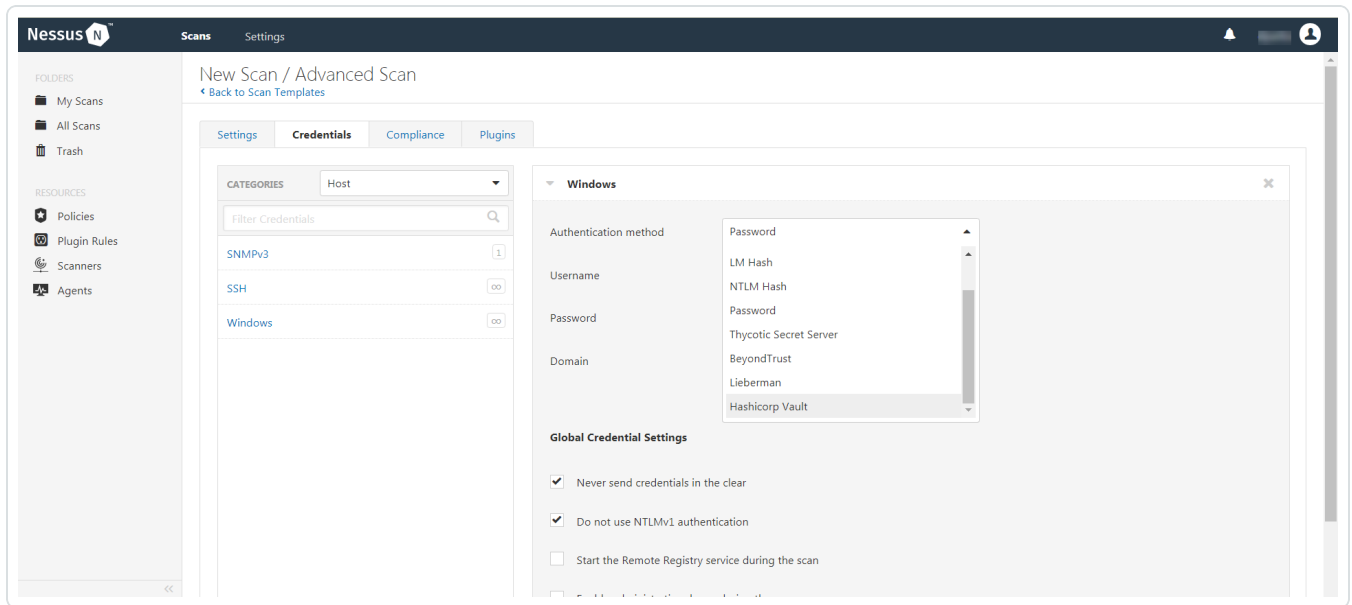 Nessus N ™
Scans Settings
FOLDERS
My Scans
All Scans
Trash
RESOURCES
Policies
Plugin Rules
Scanners
Agents
New Scan / Advanced Scan
Back to Scan Templates
Settings Credentials Compliance Plugins
CATEGORIES Host
Filter Credentials
SNMPv3 1
SSH ∞
Windows ∞
Windows
Authentication method Password
LM Hash
NTLM Hash
Password
Thycotic Secret Server
BeyondTrust
Lieberman
Hashicorp Vault
Username
Password
Domain
Global Credential Settings
Never send credentials in the clear
Do not use NTLMv1 authentication
Start the Remote Registry service during the scan